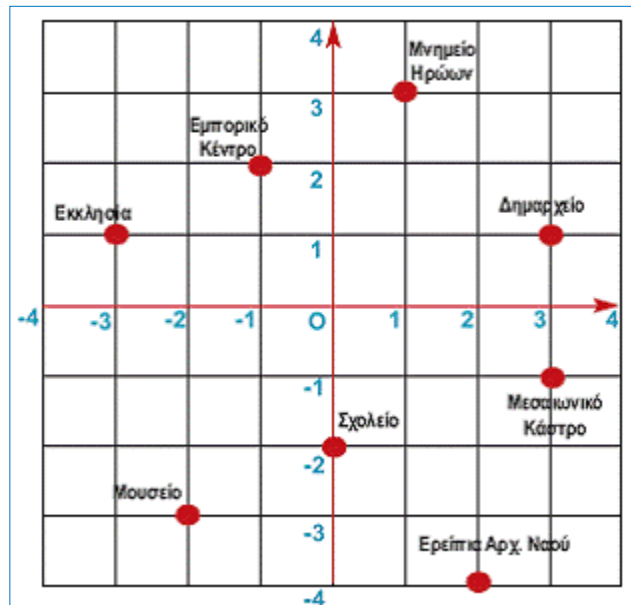 4
Μνημείο
Ηρώων
3
Εμπορικό
Κέντρο
2
Εκκλησία
Δημαρχείο
1
-4 -3 -2 -1 Ο 1 2 3 4
-1
Μεσαιωνικό
Κάστρο
Σχολείο
-2
Μουσείο
-3
Ερείπια Αρχ. Ναού
-4